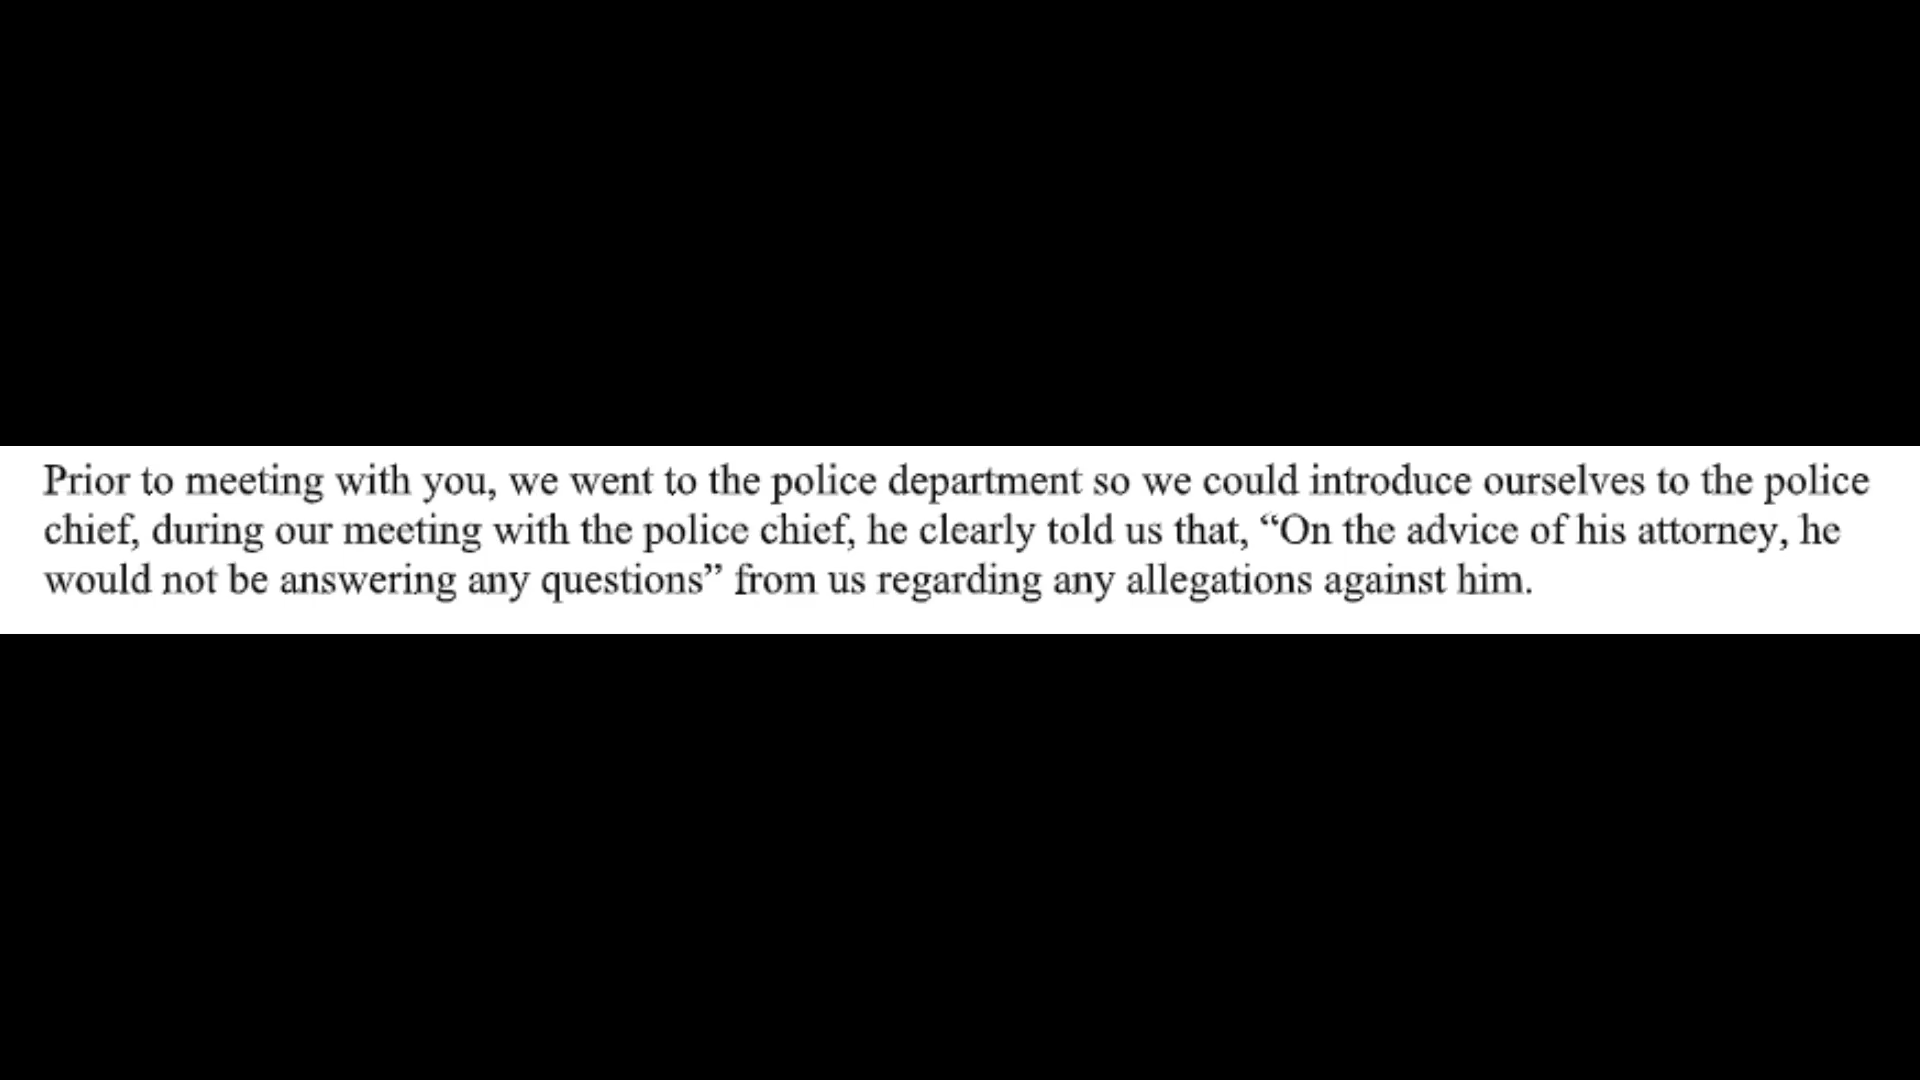 Prior to meeting with you, we went to the police department so we could introduce ourselves to the police
chief, during our meeting with the police chief, he clearly told us that, “On the advice of his attorney, he
would not be answering any questions” from us regarding any allegations against him.